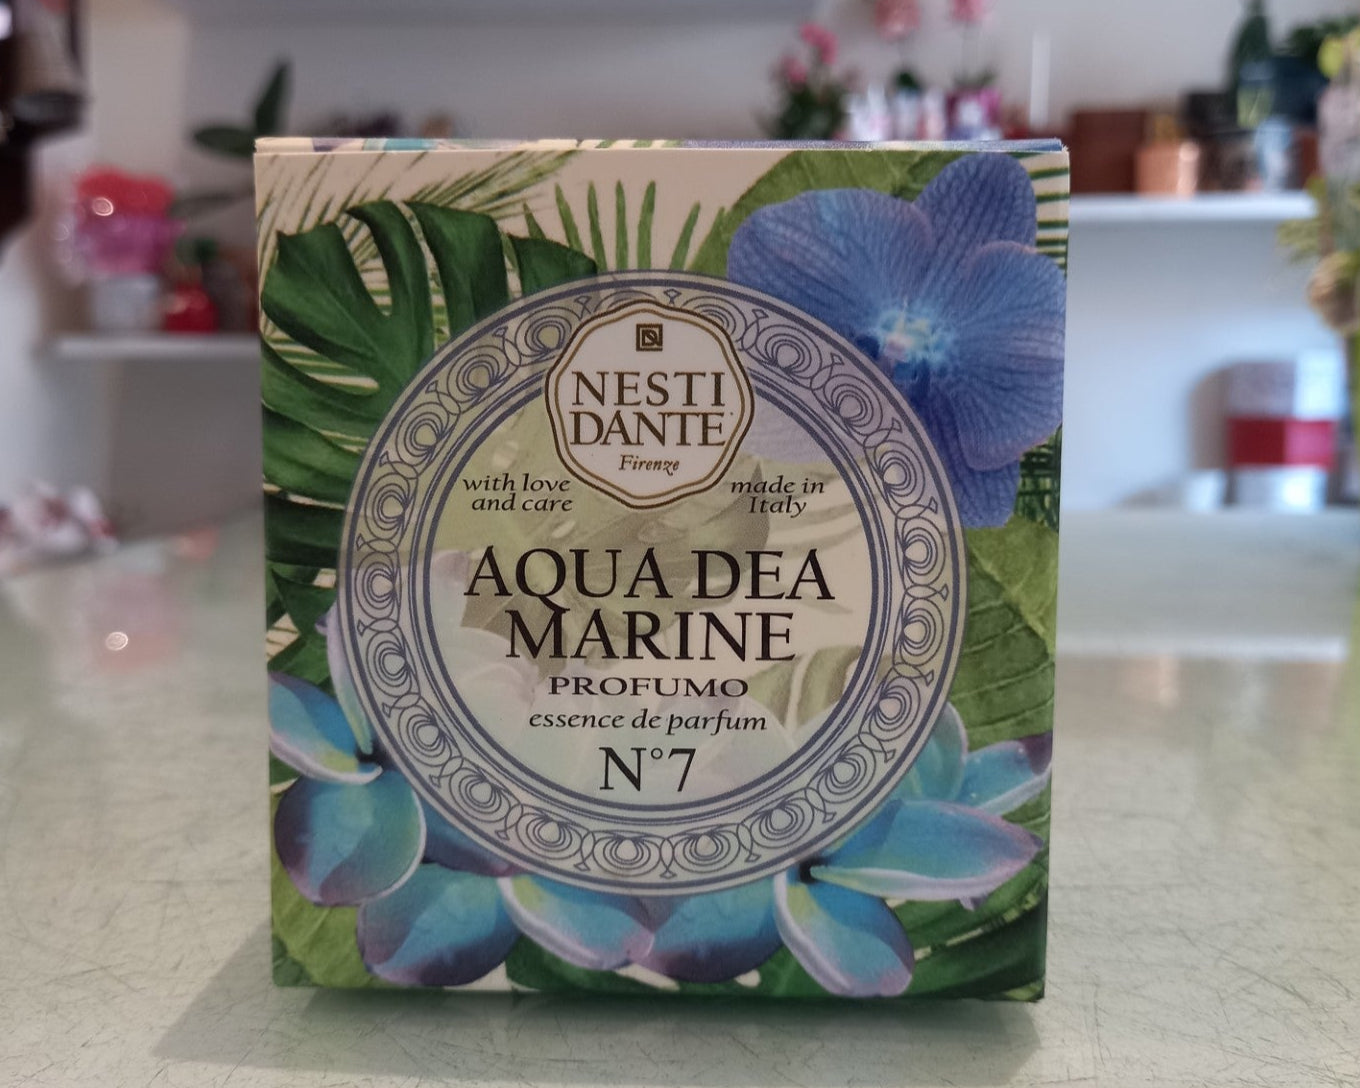 NESTI
DANTE
Firenze
with love
and care
made in
Italy
AQUA DEA
MARINE
PROFUMO
essence de parfum
N°7